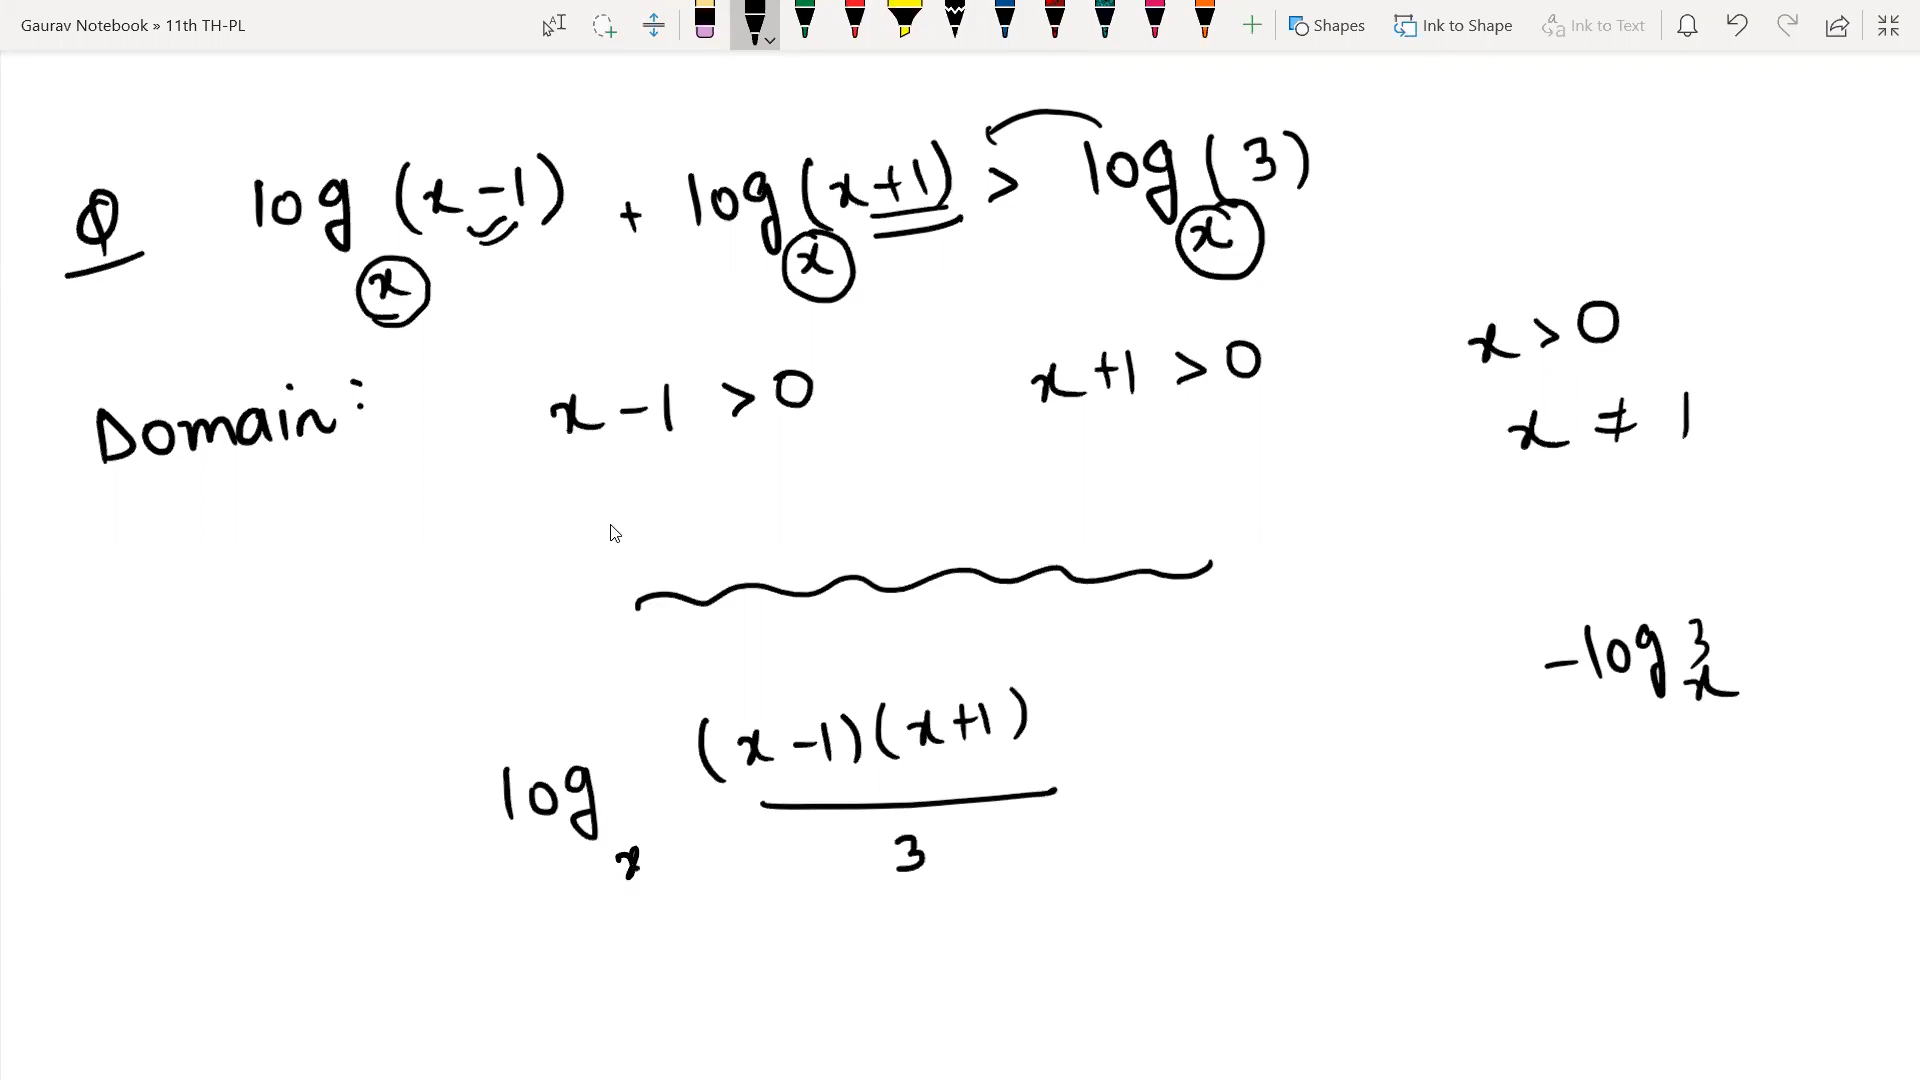 Gaurav Notebook » 11th TH-PL
Shapes
Ink to Shape
Ink to Text
Q log_x (x-1) + log_x (x+1) > log_x (3)
Domain: x-1 > 0 x+1 > 0 x > 0
x ≠ 1
-log_x 3
log_x (x-1)(x+1)
3